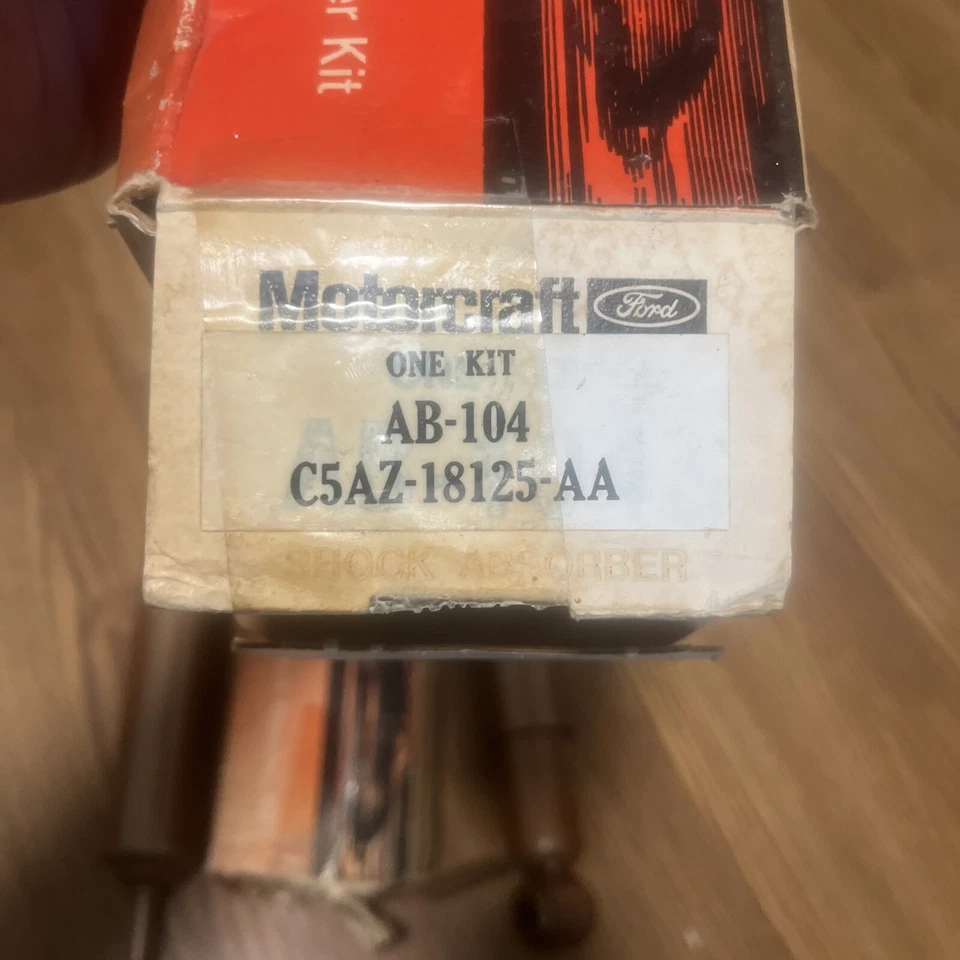 er Kit
Motorcraft Ford
ONE KIT
AB-104
C5AZ-18125-AA
SHOCK ABSORBER